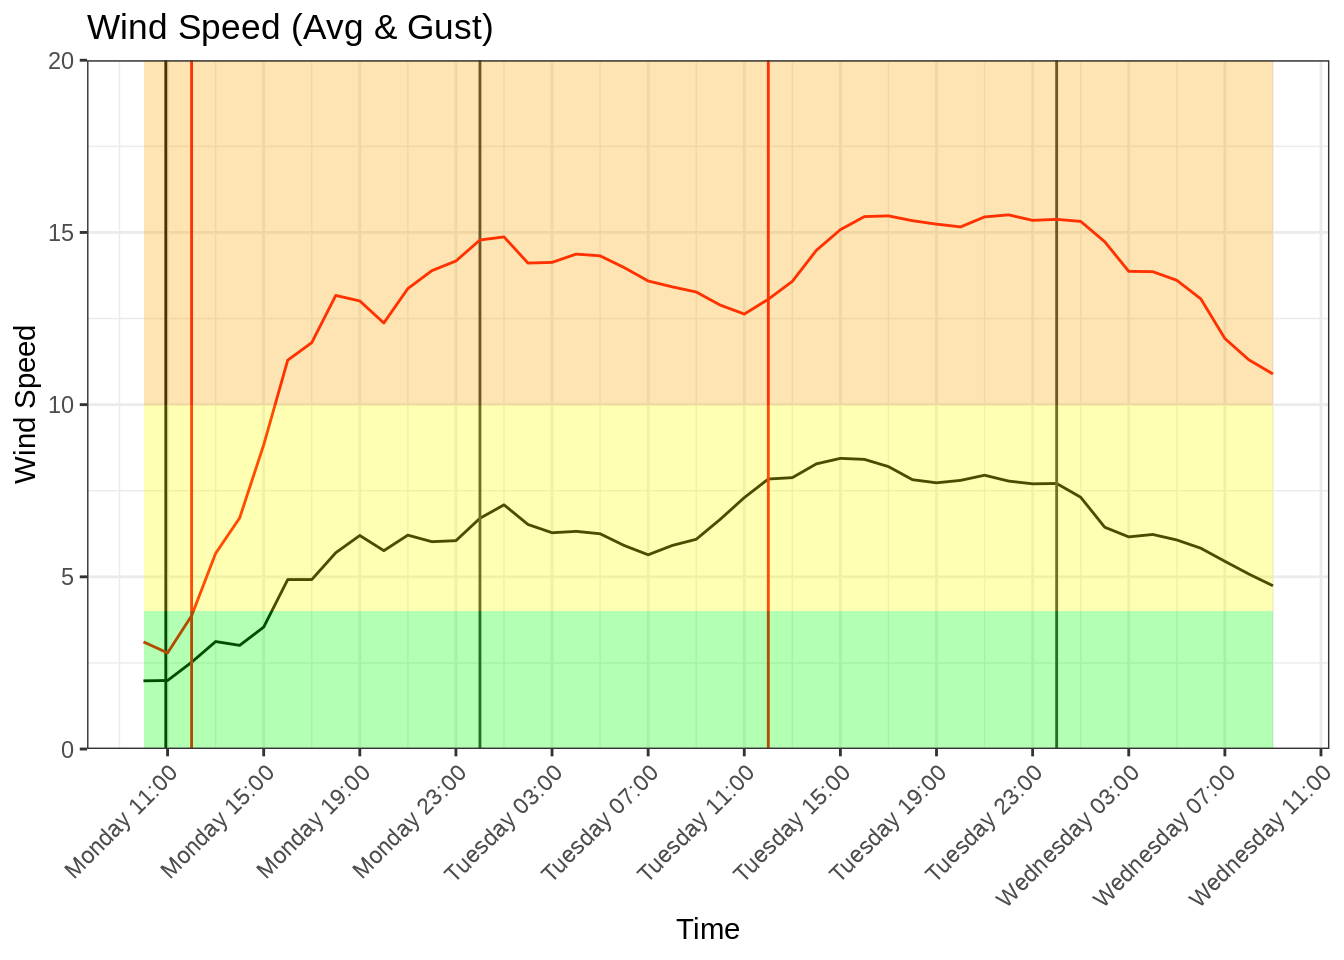 Wind Speed (Avg & Gust)
20
15
10
5
0
Wind Speed
Monday 11:00
Monday 15:00
Monday 19:00
Monday 23:00
Tuesday 03:00
Tuesday 07:00
Tuesday 11:00
Tuesday 15:00
Tuesday 19:00
Tuesday 23:00
Wednesday 03:00
Wednesday 07:00
Wednesday 11:00
Time